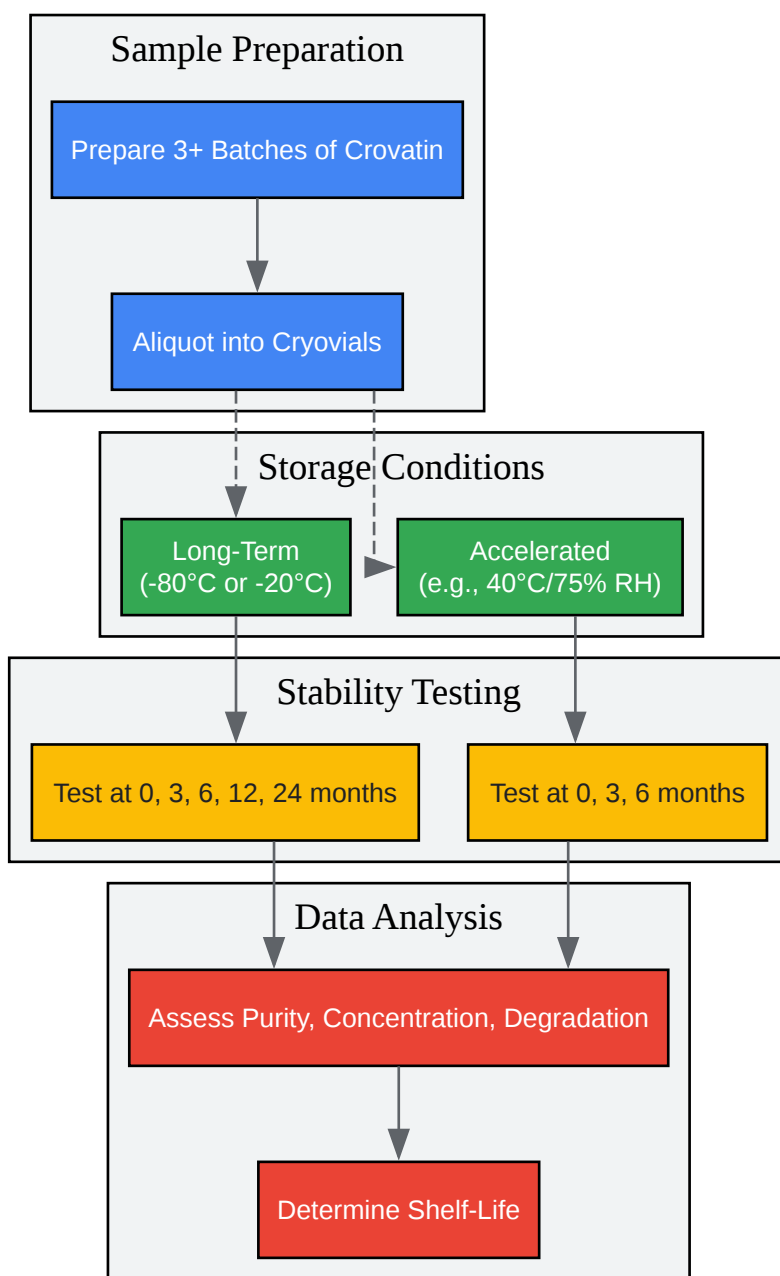 Sample Preparation
Prepare 3+ Batches of Crovatin
Aliquot into Cryovials
Storage Conditions
Long-Term
(-80°C or -20°C)
Accelerated
(e.g., 40°C/75% RH)
Stability Testing
Test at 0, 3, 6, 12, 24 months
Test at 0, 3, 6 months
Data Analysis
Assess Purity, Concentration, Degradation
Determine Shelf-Life